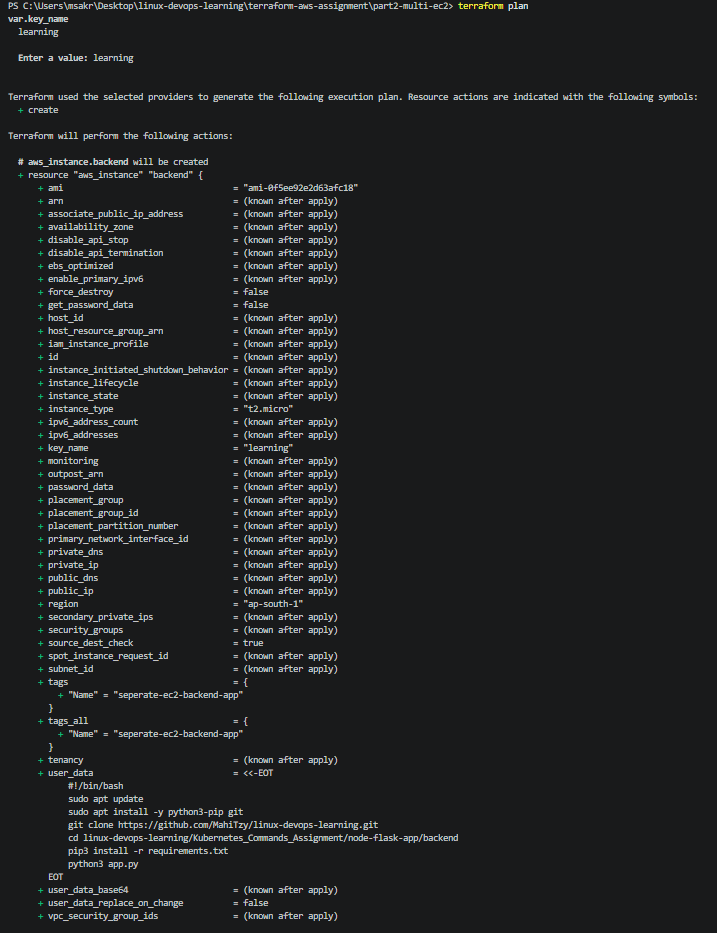 PS C:\Users\msakr\Desktop\linux-devops-learning\terraform-aws-assignment\part2-multi-ec2> terraform plan
var.key_name
  learning

  Enter a value: learning


Terraform used the selected providers to generate the following execution plan. Resource actions are indicated with the following symbols:
  + create

Terraform will perform the following actions:

  # aws_instance.backend will be created
  + resource "aws_instance" "backend" {
      + ami                                  = "ami-0f5ee92e2d63afc18"
      + arn                                  = (known after apply)
      + associate_public_ip_address          = (known after apply)
      + availability_zone                    = (known after apply)
      + disable_api_stop                     = (known after apply)
      + disable_api_termination              = (known after apply)
      + ebs_optimized                        = (known after apply)
      + enable_primary_ipv6                  = (known after apply)
      + force_destroy                        = false
      + get_password_data                    = false
      + host_id                              = (known after apply)
      + host_resource_group_arn              = (known after apply)
      + iam_instance_profile                 = (known after apply)
      + id                                   = (known after apply)
      + instance_initiated_shutdown_behavior = (known after apply)
      + instance_lifecycle                   = (known after apply)
      + instance_state                       = (known after apply)
      + instance_type                        = "t2.micro"
      + ipv6_address_count                   = (known after apply)
      + ipv6_addresses                       = (known after apply)
      + key_name                             = "learning"
      + monitoring                           = (known after apply)
      + outpost_arn                          = (known after apply)
      + password_data                        = (known after apply)
      + placement_group                      = (known after apply)
      + placement_group_id                   = (known after apply)
      + placement_partition_number           = (known after apply)
      + primary_network_interface_id         = (known after apply)
      + private_dns                          = (known after apply)
      + private_ip                           = (known after apply)
      + public_dns                           = (known after apply)
      + public_ip                            = (known after apply)
      + region                               = "ap-south-1"
      + secondary_private_ips                = (known after apply)
      + security_groups                      = (known after apply)
      + source_dest_check                    = true
      + spot_instance_request_id             = (known after apply)
      + subnet_id                            = (known after apply)
      + tags                                 = {
          + "Name" = "seperate-ec2-backend-app"
        }
      + tags_all                             = {
          + "Name" = "seperate-ec2-backend-app"
        }
      + tenancy                              = (known after apply)
      + user_data                            = <<-EOT
            #!/bin/bash
            sudo apt update
            sudo apt install -y python3-pip git
            git clone https://github.com/MahiTzy/linux-devops-learning.git
            cd linux-devops-learning/Kubernetes_Commands_Assignment/node-flask-app/backend
            pip3 install -r requirements.txt
            python3 app.py
        EOT
      + user_data_base64                     = (known after apply)
      + user_data_replace_on_change          = false
      + vpc_security_group_ids               = (known after apply)